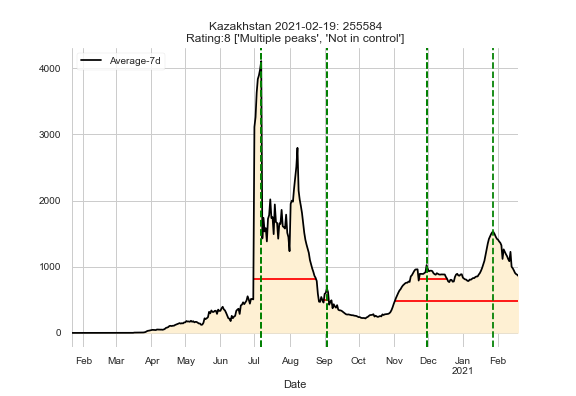 Kazakhstan 2021-02-19: 255584
Rating:8 ['Multiple peaks', 'Not in control']
Average-7d
4000
3000
2000
1000
0
Feb Mar Apr May Jun Jul Aug Sep Oct Nov Dec Jan Feb
2021
Date